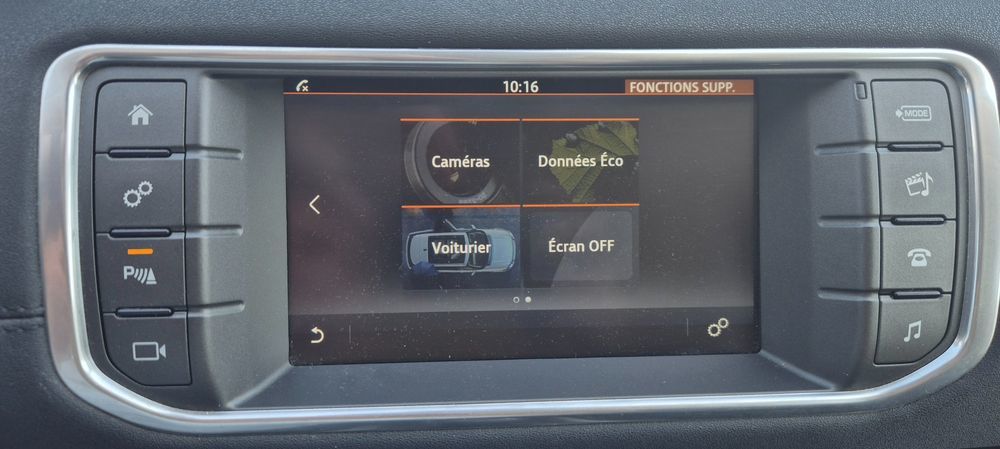 10:16
FONCTIONS SUPP.
MODE
Caméras
Données Éco
Voiturier
Écran OFF
P